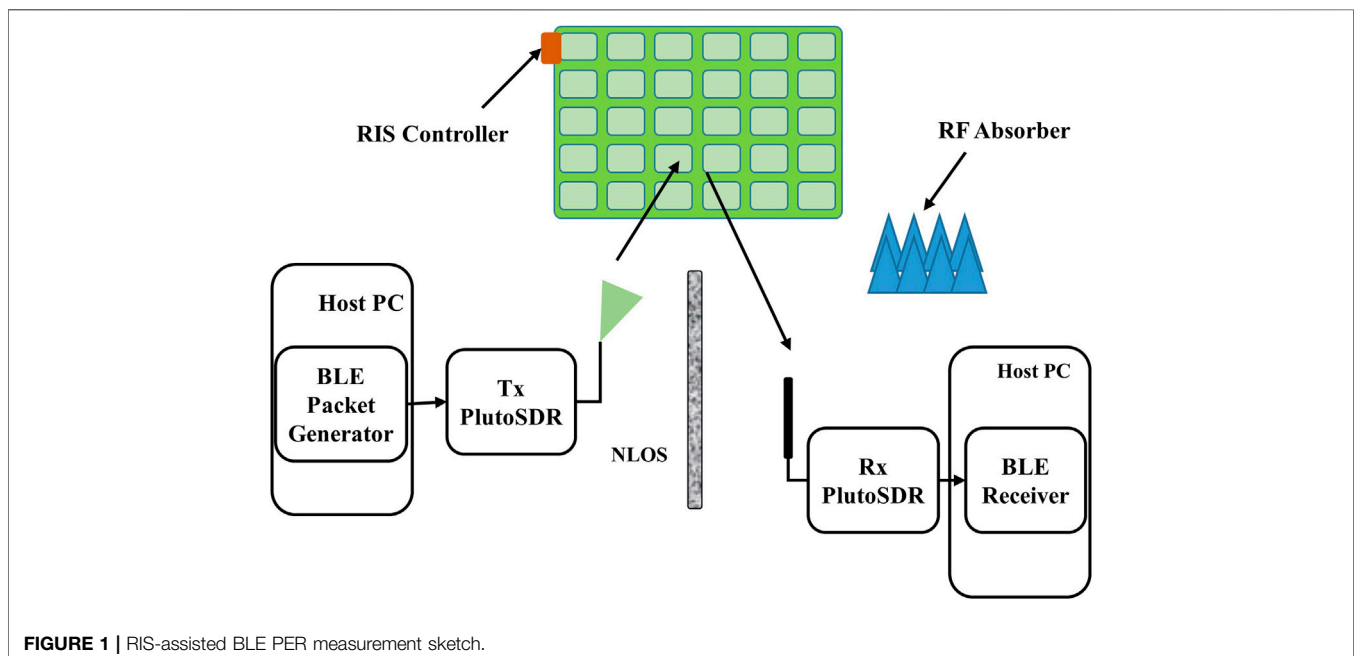 RIS Controller
RF Absorber
Host PC
BLE
Packet
Generator
Tx
PlutoSDR
NLOS
Rx
PlutoSDR
Host PC
BLE
Receiver
FIGURE 1 | RIS-assisted BLE PER measurement sketch.